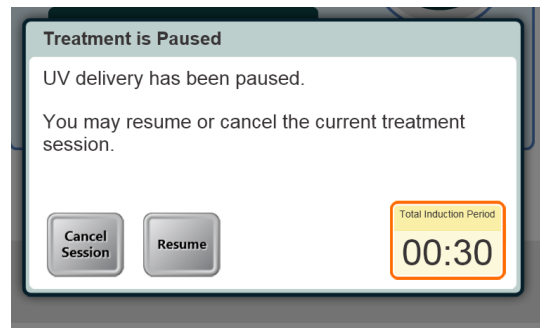 Treatment is Paused
UV delivery has been paused.
You may resume or cancel the current treatment
session.
Cancel
Session
Resume
Total Induction Period
00:30